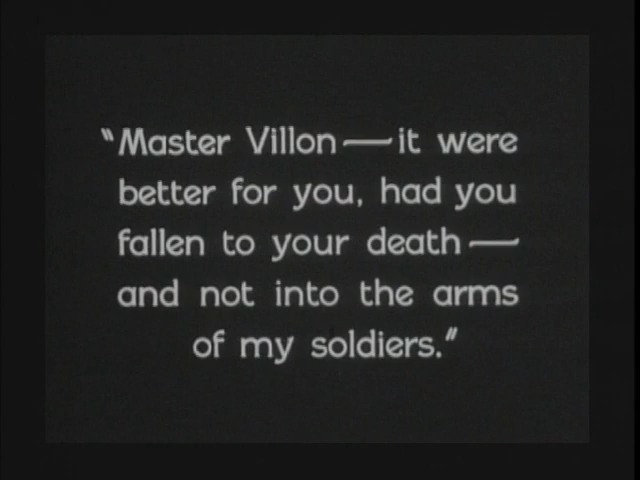 "Master Villon — it were
better for you, had you
fallen to your death —
and not into the arms
of my soldiers."